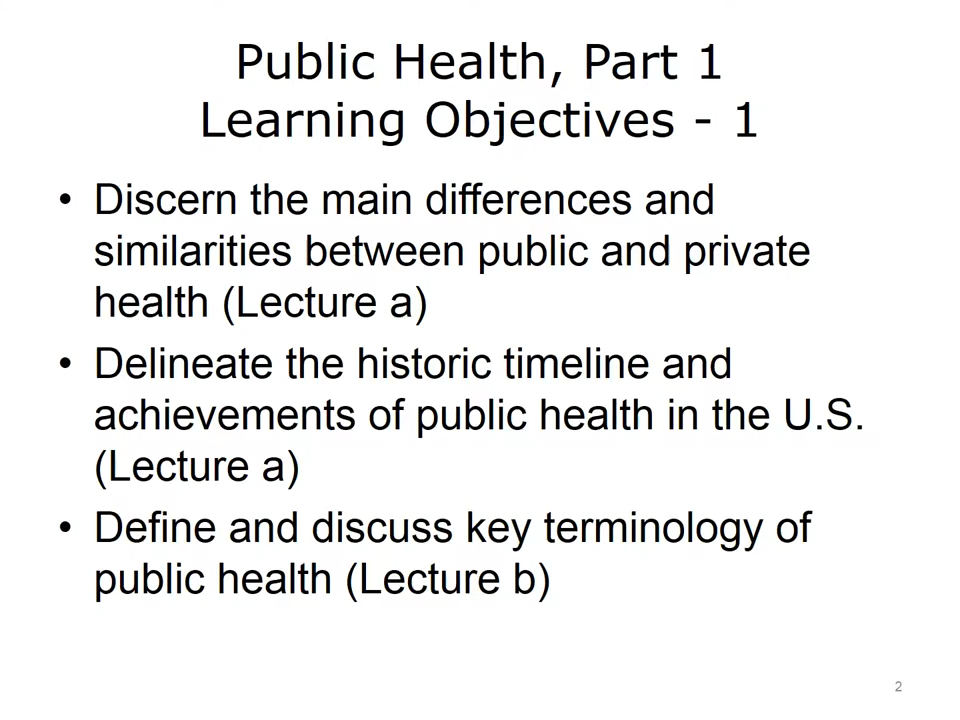 Public Health, Part 1
Learning Objectives - 1
• Discern the main differences and
similarities between public and private
health (Lecture a)
• Delineate the historic timeline and
achievements of public health in the U.S.
(Lecture a)
• Define and discuss key terminology of
public health (Lecture b)
2